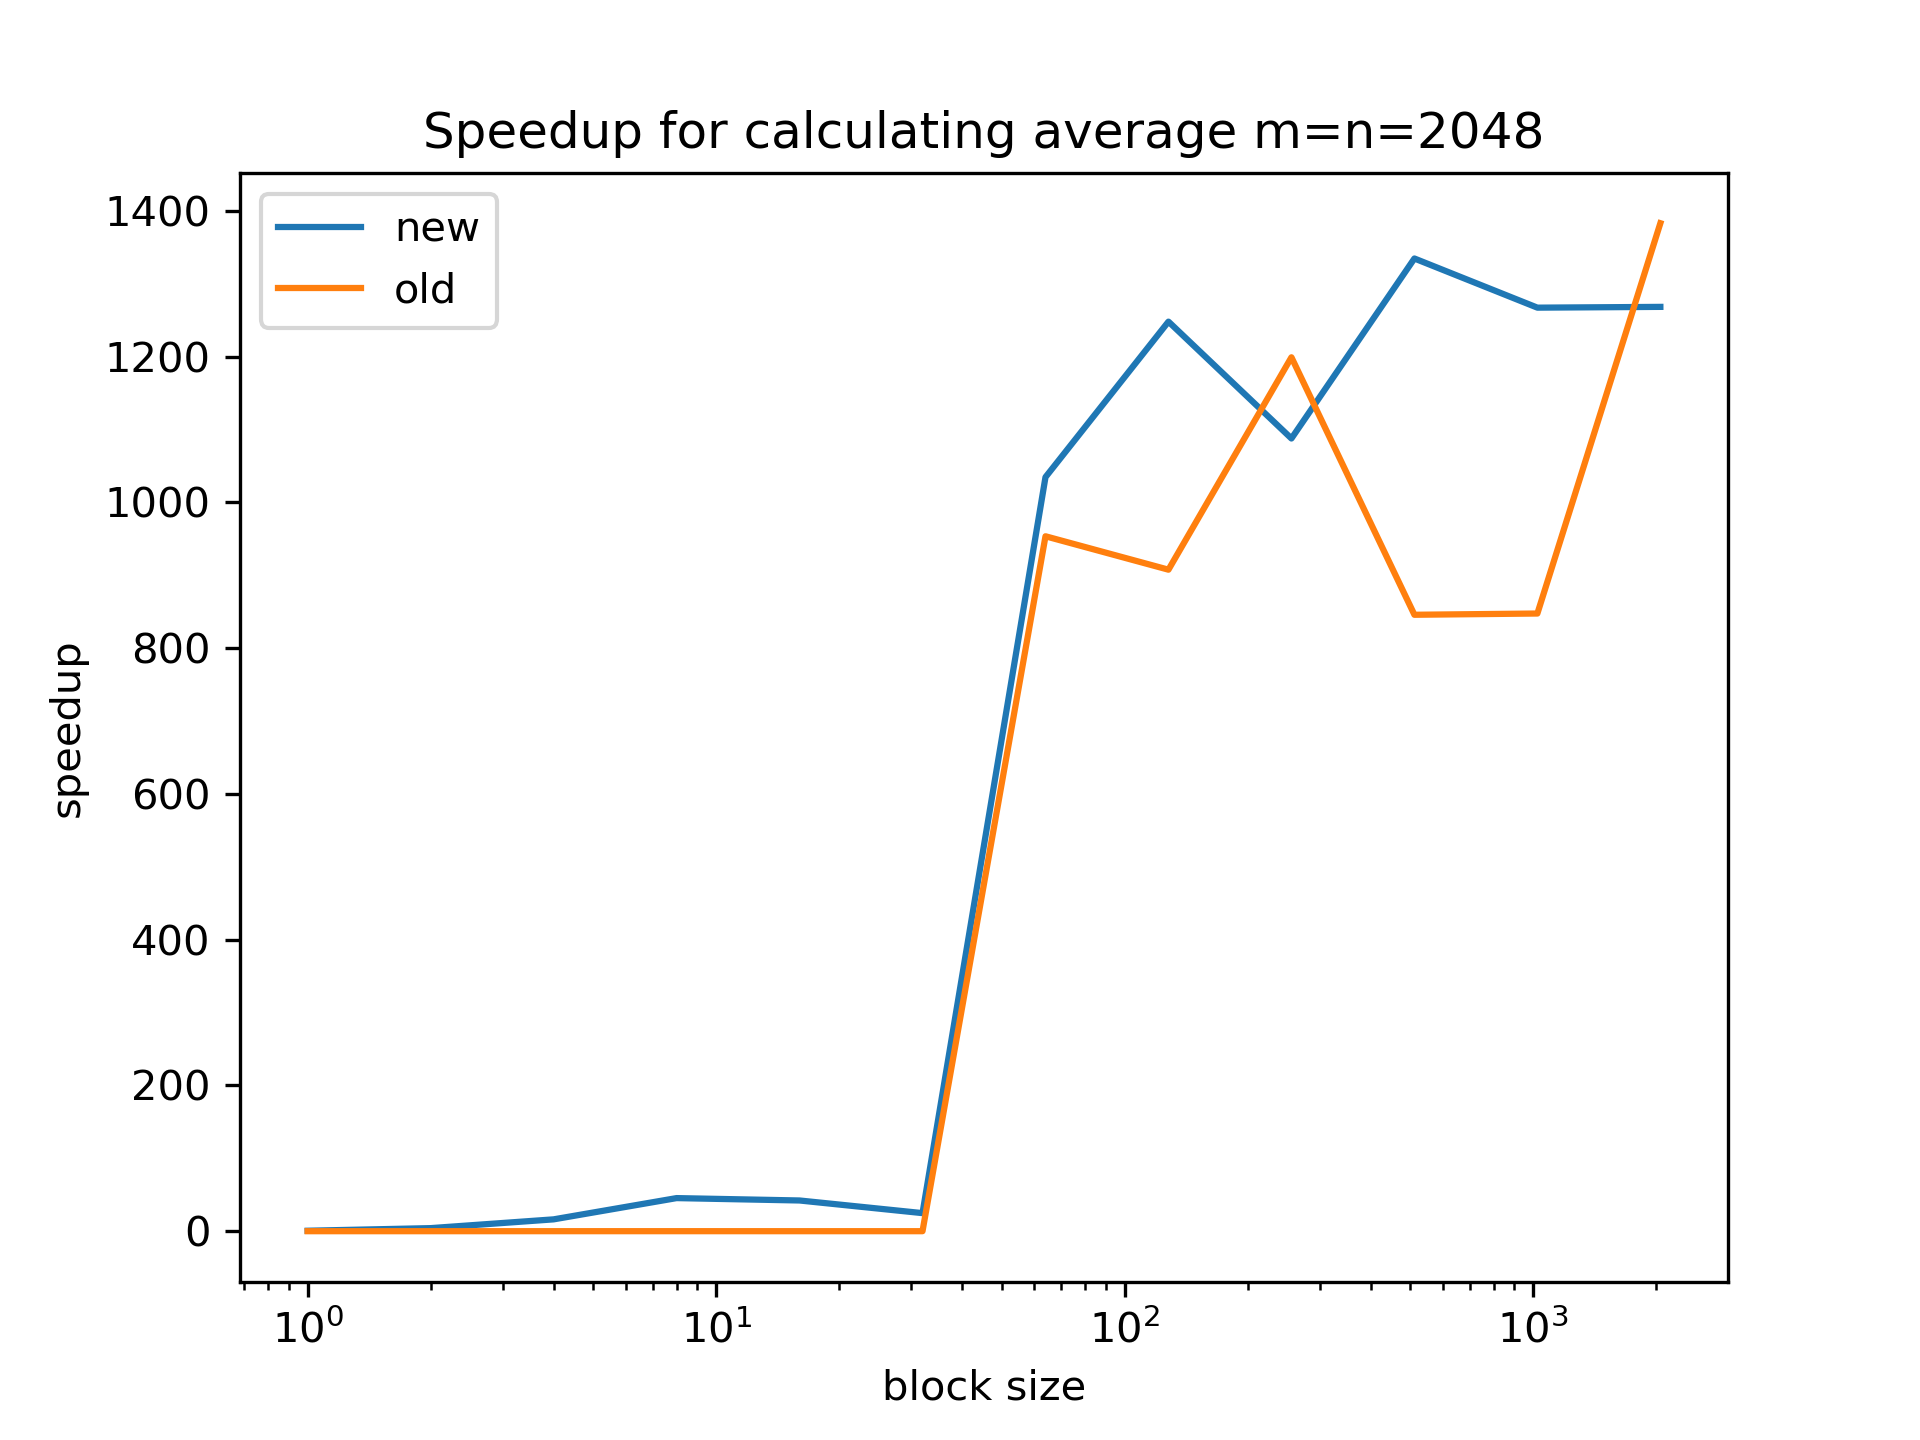 Speedup for calculating average m=n=2048
new
old
1400
1200
1000
800
600
400
200
0
speedup
10⁰ 10¹ 10² 10³
block size